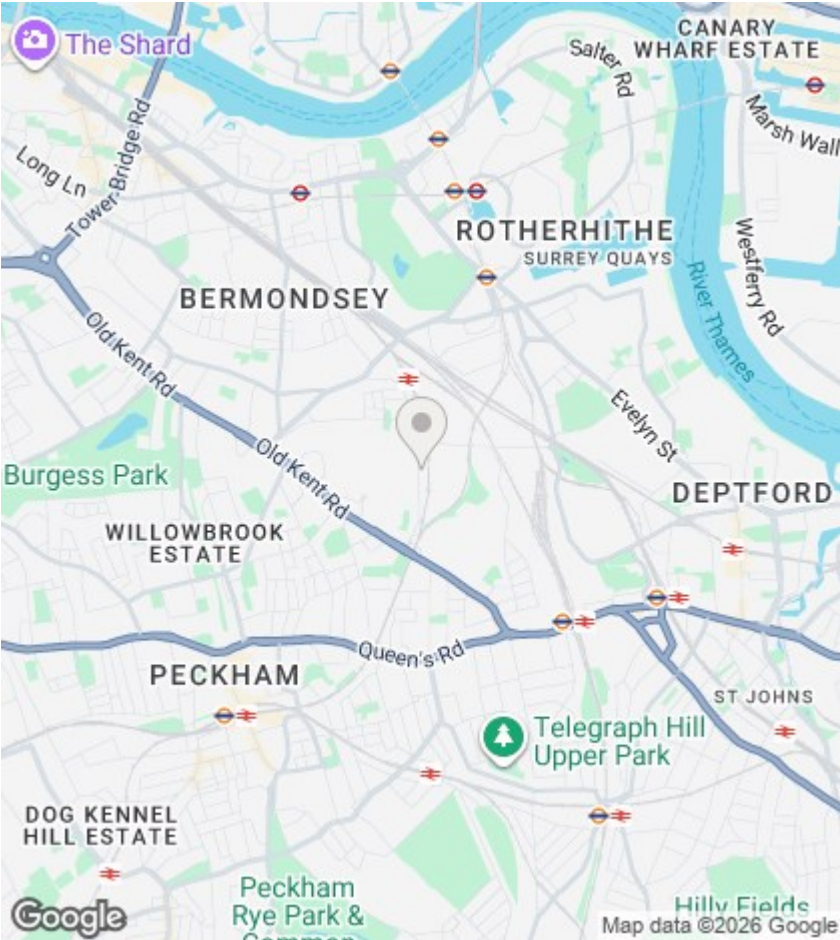 The Shard
CANARY
WHARF ESTATE
Salter Rd
Marsh Wall
Tower Bridge Rd
Long Ln
ROTHERHITHE
SURREY QUAYS
Westferry Rd
River Thames
BERMONDSEY
Old Kent Rd
Evelyn St
Old Kent Rd
Burgess Park
DEPTFORD
WILLOWBROOK
ESTATE
Queen's Rd
PECKHAM
ST JOHNS
Telegraph Hill
Upper Park
DOG KENNEL
HILL ESTATE
Peckham
Rye Park &
Common
Hilly Fields
Google
Map data ©2026 Google